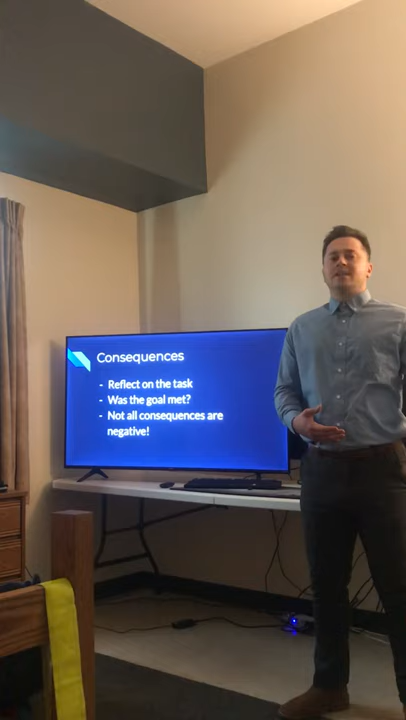 Consequences
- Reflect on the task
- Was the goal met?
- Not all consequences are
negative!